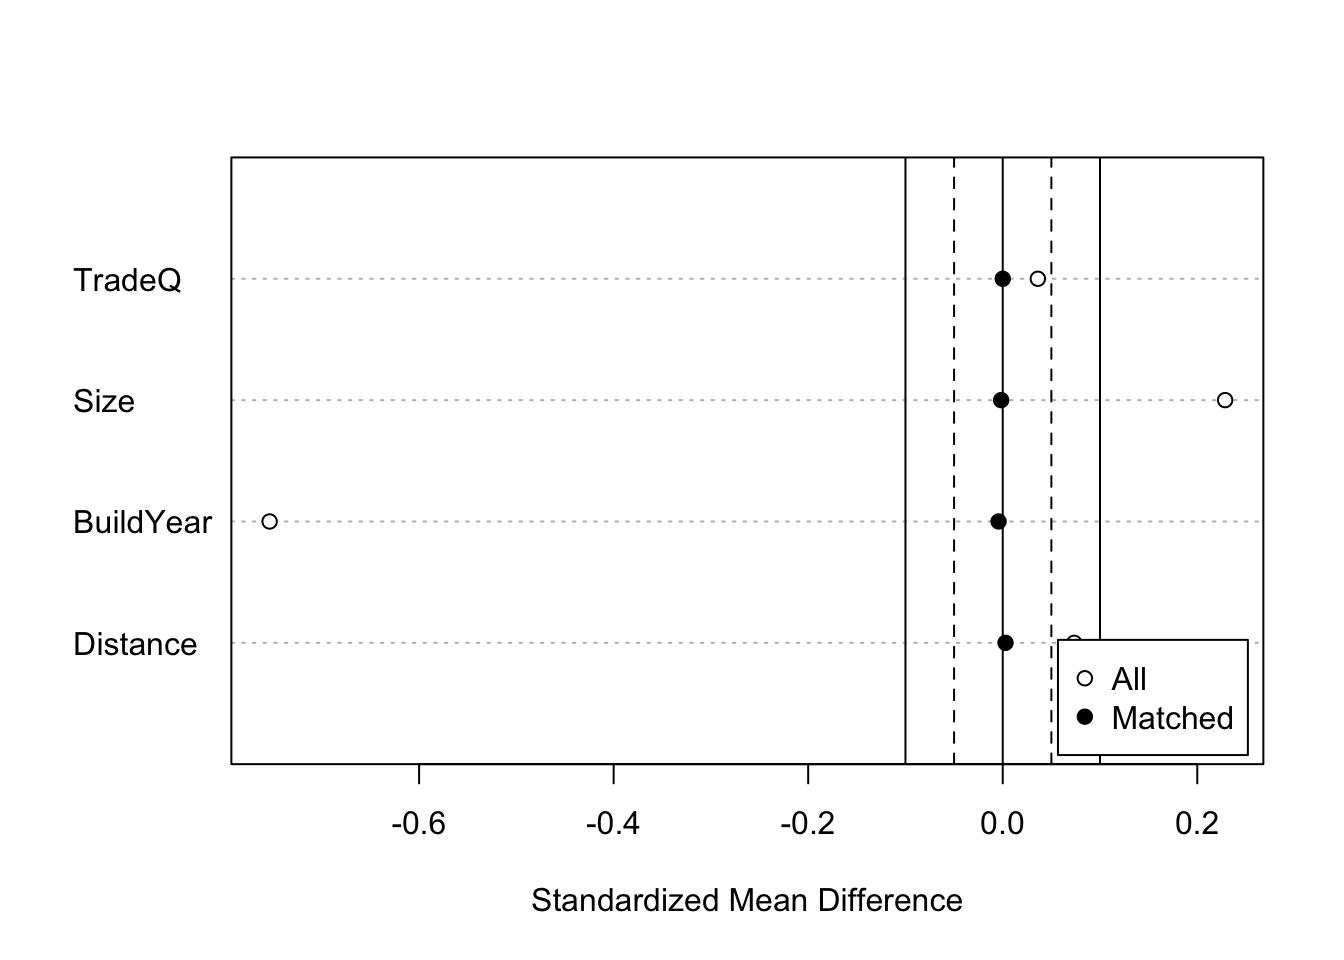 TradeQ
Size
BuildYear
Distance
All
Matched
-0.6 -0.4 -0.2 0.0 0.2
Standardized Mean Difference